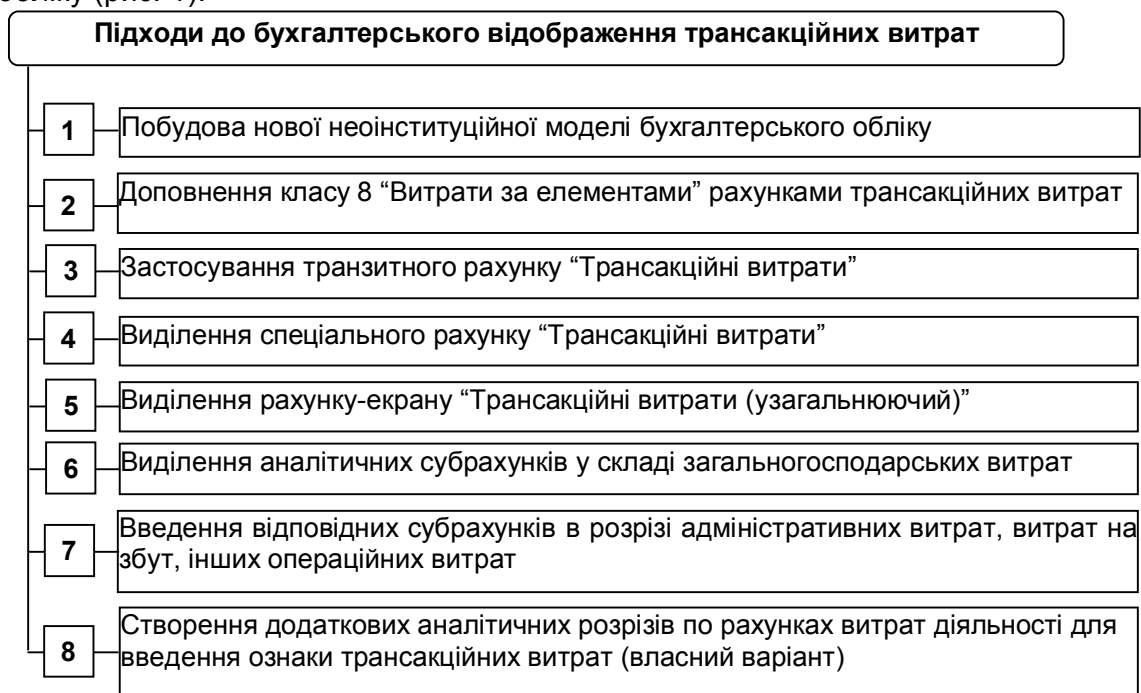 Підходи до бухгалтерського відображення трансакційних витрат
1 Побудова нової неоінституційної моделі бухгалтерського обліку
2 Доповнення класу 8 “Витрати за елементами” рахунками трансакційних витрат
3 Застосування транзитного рахунку “Трансакційні витрати”
4 Виділення спеціального рахунку “Трансакційні витрати”
5 Виділення рахунку-екрану “Трансакційні витрати (узагальнюючий)”
6 Виділення аналітичних субрахунків у складі загальногосподарських витрат
7 Введення відповідних субрахунків в розрізі адміністративних витрат, витрат на
збут, інших операційних витрат
8 Створення додаткових аналітичних розрізів по рахунках витрат діяльності для
введення ознаки трансакційних витрат (власний варіант)